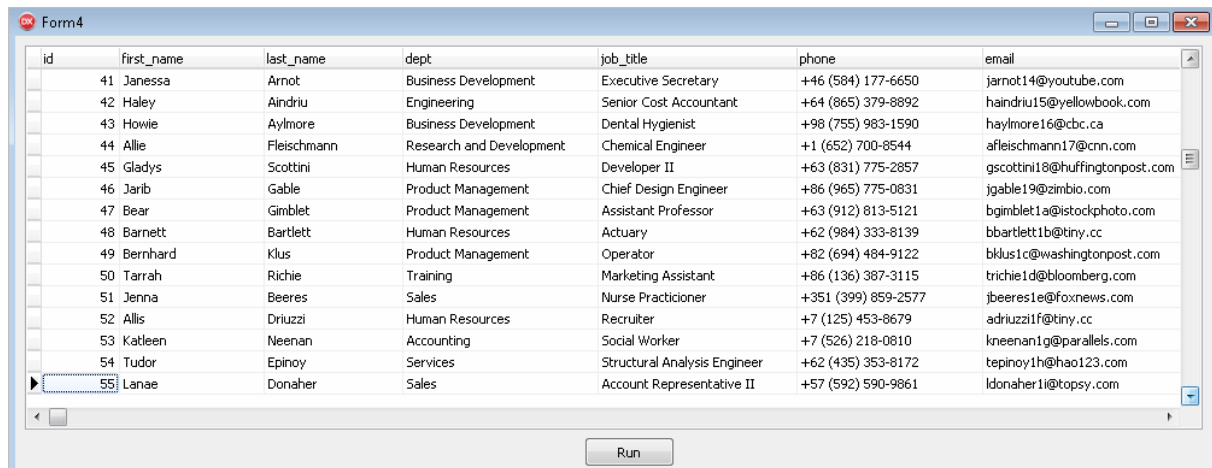 Form4
id first_name last_name dept job_title phone email
41 Janessa Arnot Business Development Executive Secretary +46 (584) 177-6650 jarnot14@youtube.com
42 Haley Aindriu Engineering Senior Cost Accountant +64 (865) 379-8892 haindriu15@yellowbook.com
43 Howie Aylmore Business Development Dental Hygienist +98 (755) 983-1590 haylmore16@cbc.ca
44 Allie Fleischmann Research and Development Chemical Engineer +1 (652) 700-8544 afleischmann17@cnn.com
45 Gladys Scottini Human Resources Developer II +63 (831) 775-2857 gscottini18@huffingtonpost.com
46 Jarib Gable Product Management Chief Design Engineer +86 (965) 775-0831 jgable19@zimbio.com
47 Bear Gimblet Product Management Assistant Professor +63 (912) 813-5121 bgimblet1a@istockphoto.com
48 Barnett Bartlett Human Resources Actuary +62 (984) 333-8139 bbartlett1b@tiny.cc
49 Bernhard Klus Product Management Operator +82 (694) 484-9122 bklus1c@washingtonpost.com
50 Tarrah Richie Training Marketing Assistant +86 (136) 387-3115 trichie1d@bloomberg.com
51 Jenna Beeres Sales Nurse Practicioner +351 (399) 859-2577 jbeeres1e@foxnews.com
52 Allis Driuzzi Human Resources Recruiter +7 (125) 453-8679 adriuzzi1f@tiny.cc
53 Katleen Neenan Accounting Social Worker +7 (526) 218-0810 kneenan1g@parallels.com
54 Tudor Epinoy Services Structural Analysis Engineer +62 (435) 353-8172 tepinoy1h@hao123.com
55 Lanae Donaher Sales Account Representative II +57 (592) 590-9861 ldonaher1i@topsy.com
Run